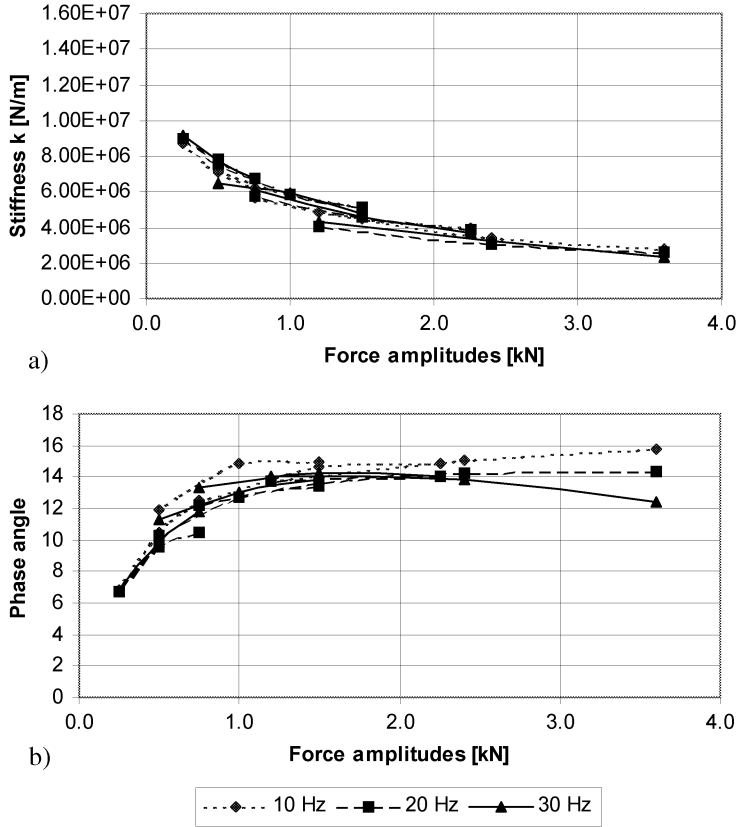 1.60E+07
1.40E+07
1.20E+07
1.00E+07
8.00E+06
6.00E+06
4.00E+06
2.00E+06
0.00E+00
Stiffness k [N/m]
0.0 1.0 2.0 3.0 4.0
Force amplitudes [kN]
a)
18
16
14
12
10
8
6
4
2
0
Phase angle
0.0 1.0 2.0 3.0 4.0
Force amplitudes [kN]
b)
10 Hz 20 Hz 30 Hz